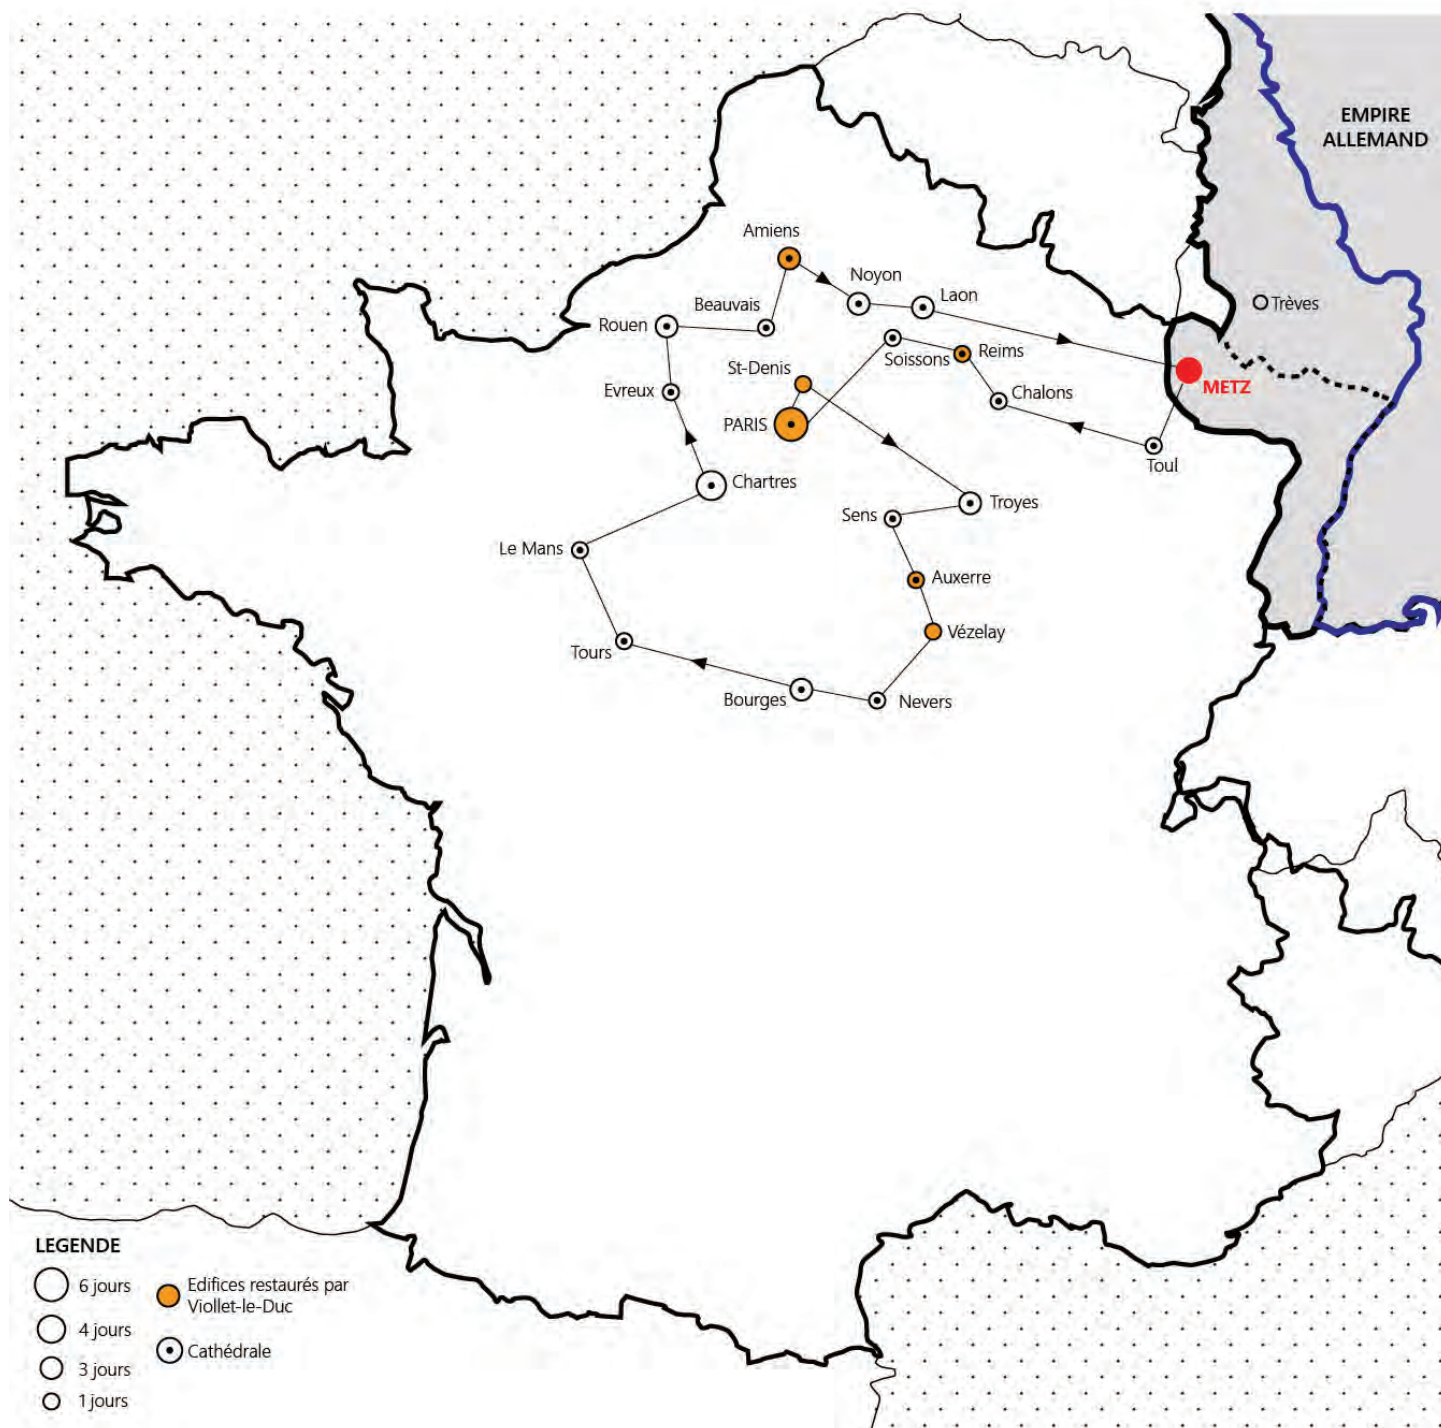 EMPIRE
ALLEMAND
Amiens
Noyon
Laon
Trèves
Beauvais
Rouen
Soissons
Reims
St-Denis
METZ
Evreux
Chalons
PARIS
Toul
Chartres
Troyes
Sens
Le Mans
Auxerre
Vézelay
Tours
Bourges
Nevers
LEGENDE
6 jours
4 jours
3 jours
1 jours
Edifices restaurés par
Viollet-le-Duc
Cathédrale